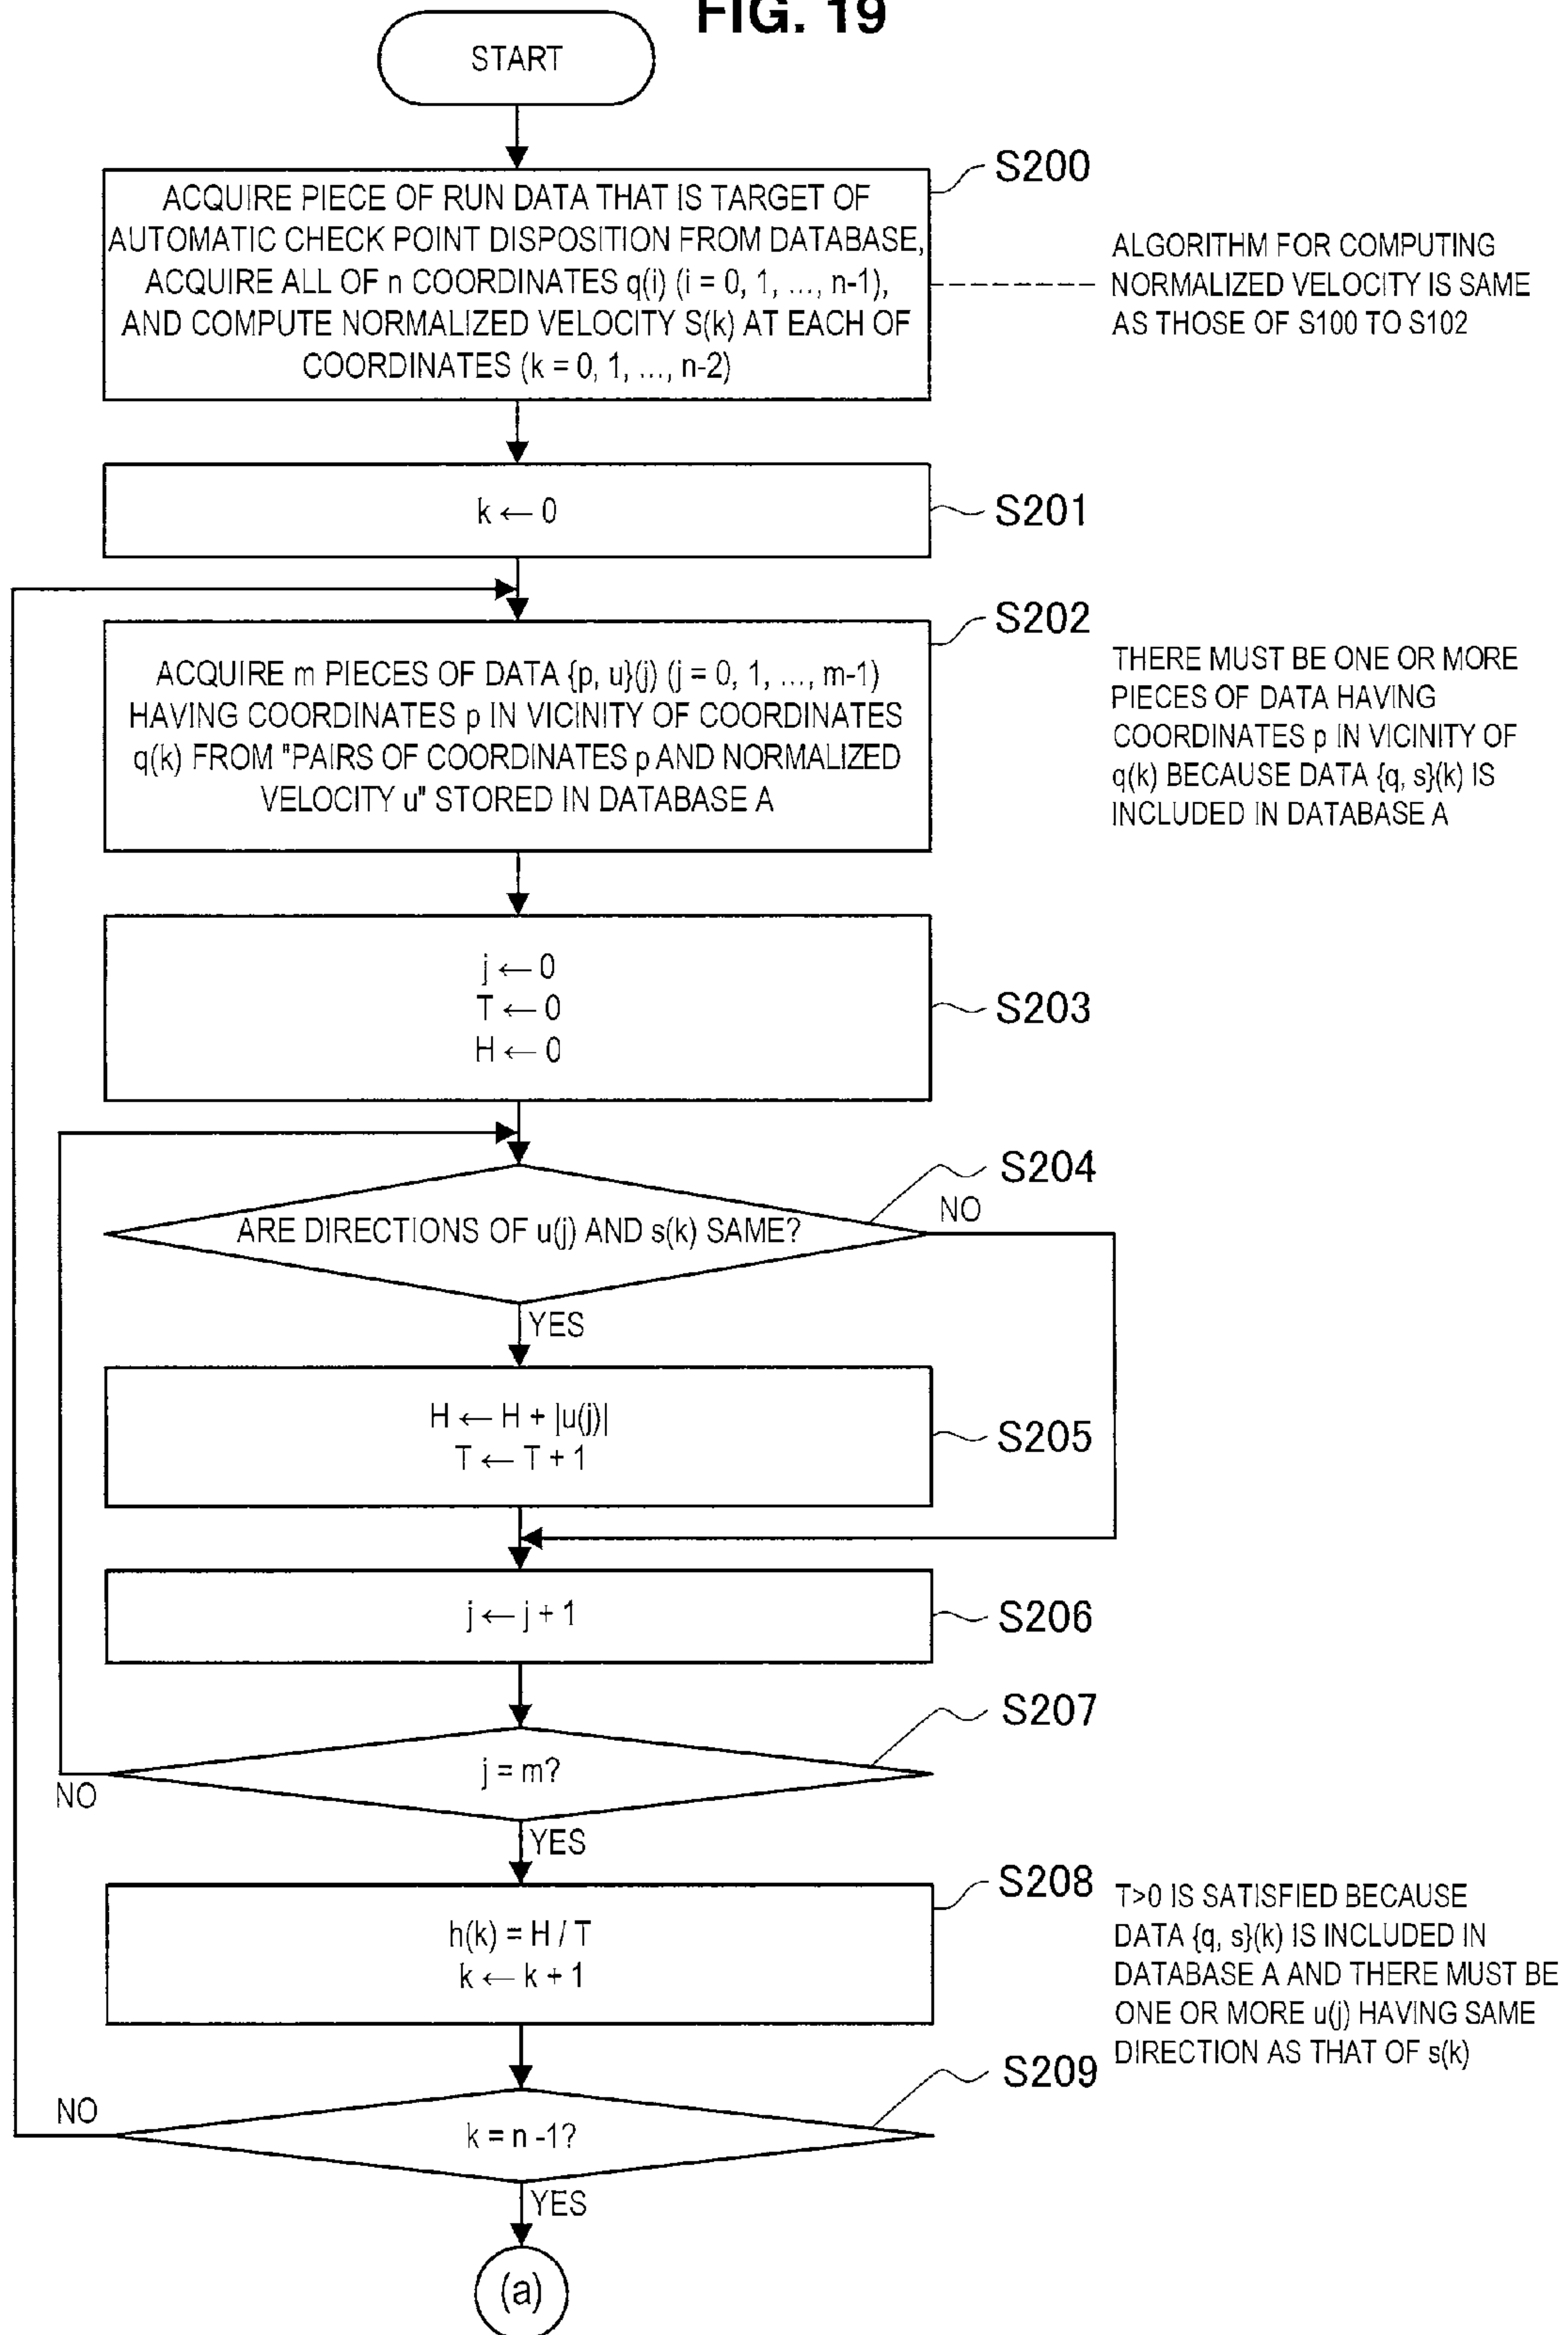 FIG. 19
START
S200
ACQUIRE PIECE OF RUN DATA THAT IS TARGET OF
AUTOMATIC CHECK POINT DISPOSITION FROM DATABASE,
ACQUIRE ALL OF n COORDINATES q(i) (i = 0, 1, ..., n-1),
AND COMPUTE NORMALIZED VELOCITY S(k) AT EACH OF
COORDINATES (k = 0, 1, ..., n-2)
ALGORITHM FOR COMPUTING
NORMALIZED VELOCITY IS SAME
AS THOSE OF S100 TO S102
k ← 0
S201
S202
ACQUIRE m PIECES OF DATA {p, u}(j) (j = 0, 1, ..., m-1)
HAVING COORDINATES p IN VICINITY OF COORDINATES
q(k) FROM "PAIRS OF COORDINATES p AND NORMALIZED
VELOCITY u" STORED IN DATABASE A
THERE MUST BE ONE OR MORE
PIECES OF DATA HAVING
COORDINATES p IN VICINITY OF
q(k) BECAUSE DATA {q, s}(k) IS
INCLUDED IN DATABASE A
j ← 0
T ← 0
H ← 0
S203
S204
ARE DIRECTIONS OF u(j) AND s(k) SAME?
NO
YES
H ← H + |u(j)|
T ← T + 1
S205
j ← j + 1
S206
S207
j = m?
NO
YES
S208
h(k) = H / T
k ← k + 1
T>0 IS SATISFIED BECAUSE
DATA {q, s}(k) IS INCLUDED IN
DATABASE A AND THERE MUST BE
ONE OR MORE u(j) HAVING SAME
DIRECTION AS THAT OF s(k)
S209
NO
k = n -1?
YES
(a)